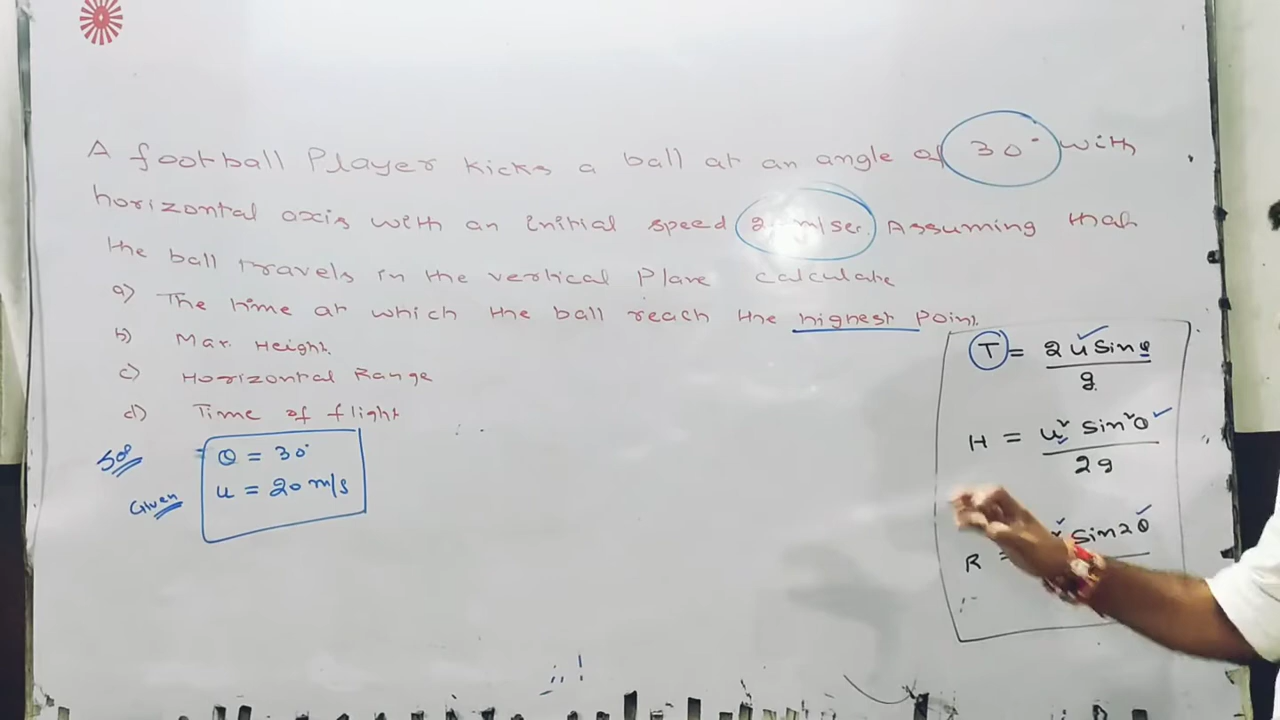 A football Player kicks a ball at an angle of 30° with
horizontal axis with an initial speed m/sec. Assuming that
the ball travels in the vertical Plane calculate
a) The time at which the ball reach the highest Point.
b) Max. Height.
c) Horizontal Range
d) Time of flight
Sol
Given
θ = 30°
u = 20 m/s
T = 2u sin θ / g
H = u² sin²θ / 2g
R = ² sin2θ